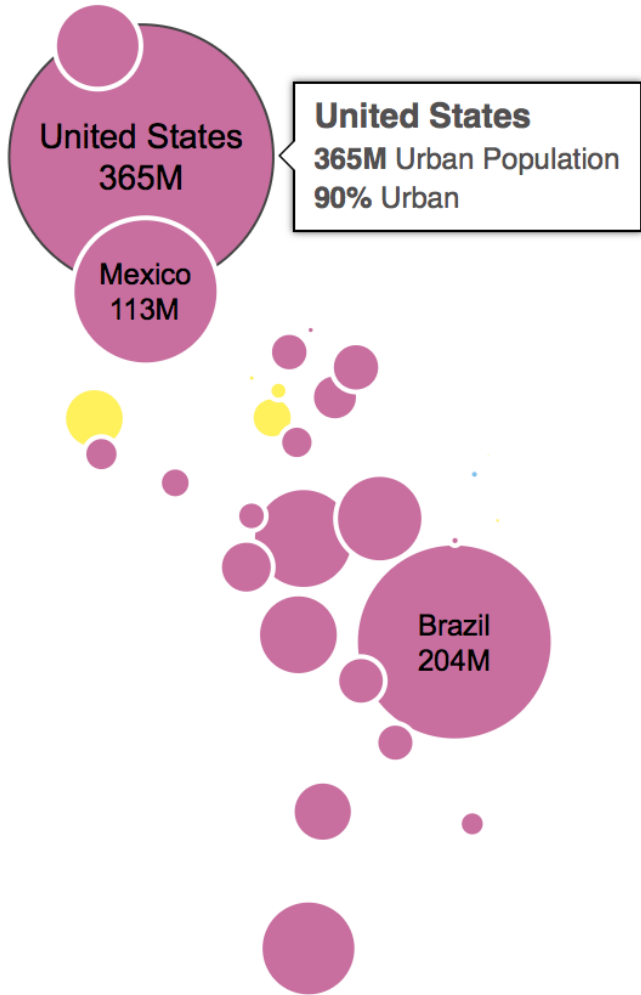 United States
365M
United States
365M Urban Population
90% Urban
Mexico
113M
Brazil
204M